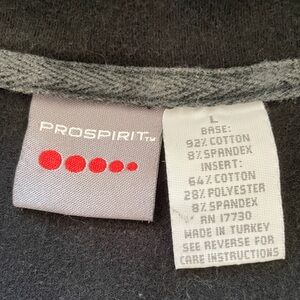 PROSPIRIT™
L
BASE:
92% COTTON
8% SPANDEX
INSERT:
64% COTTON
28% POLYESTER
8% SPANDEX
RN 17730
MADE IN TURKEY
SEE REVERSE FOR
CARE INSTRUCTIONS